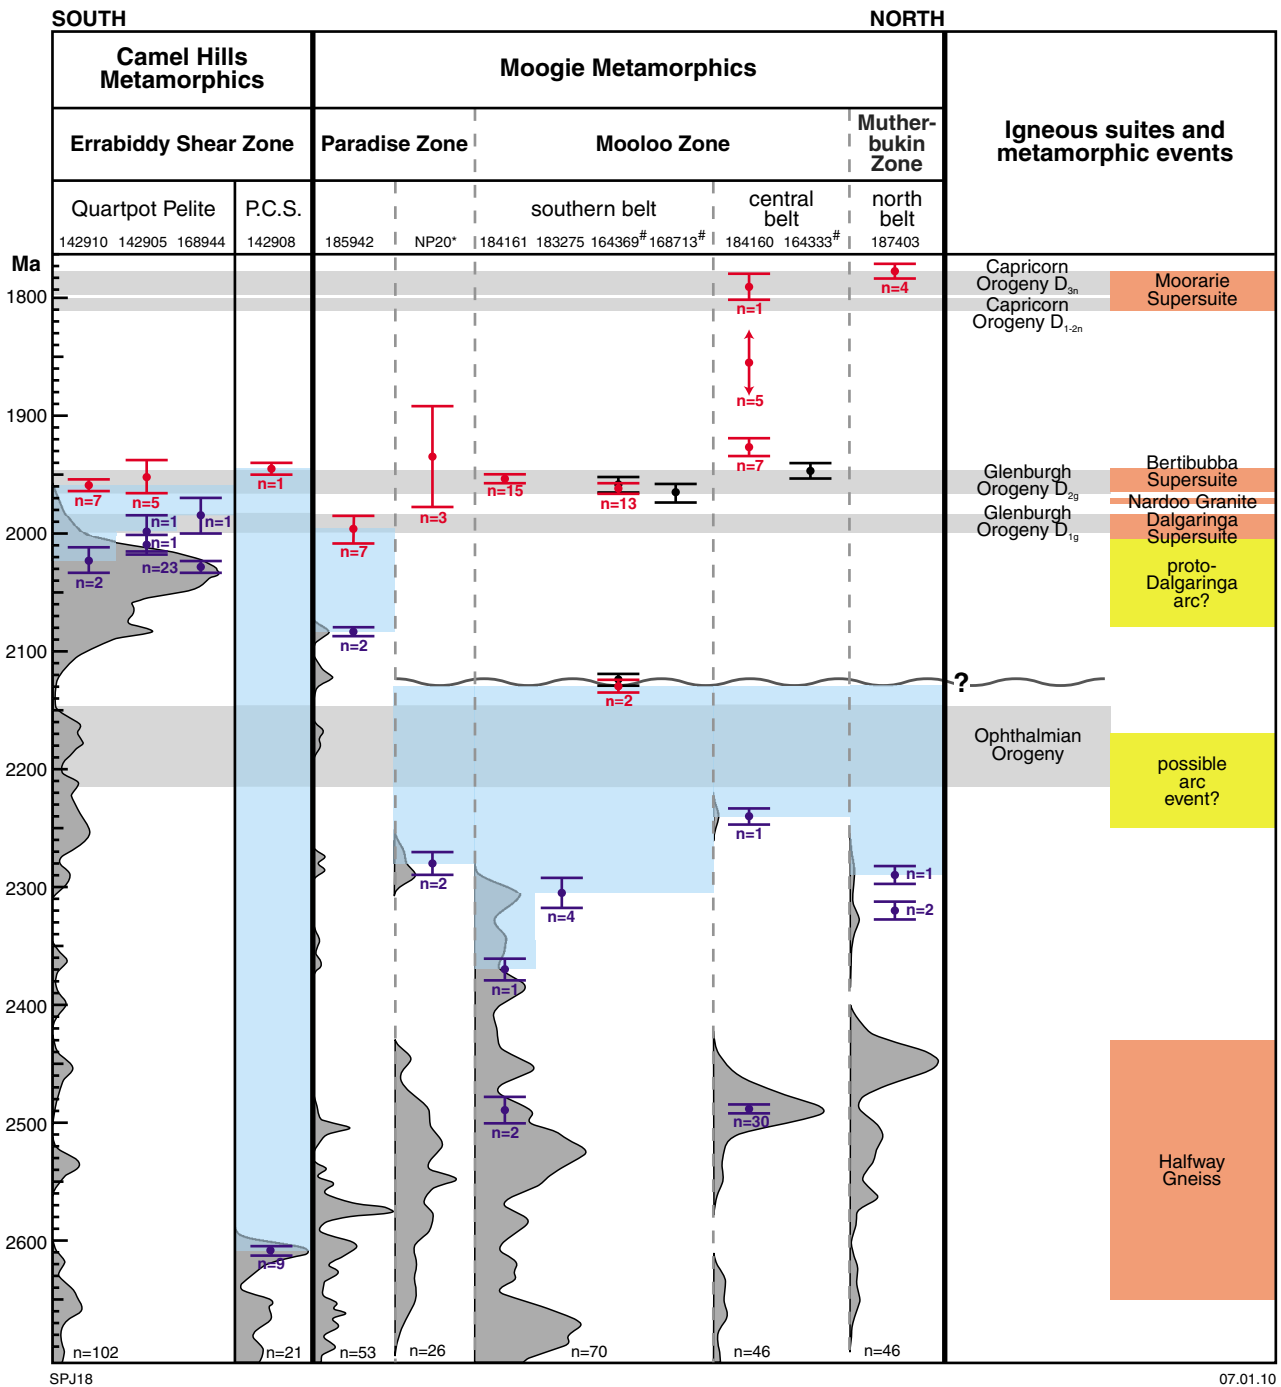 SOUTH NORTH
Camel Hills
Metamorphics
Moogie Metamorphics
Igneous suites and
metamorphic events
Errabiddy Shear Zone
Paradise Zone
Mooloo Zone
Muther-
bukin
Zone
Quartpot Pelite
P.C.S.
southern belt
central
belt
north
belt
142910 142905 168944 142908 185942 NP20* 184161 183275 164369# 168713# 184160 164333# 187403
Ma
1800
1900
2000
2100
2200
2300
2400
2500
2600
n=7
n=5
n=1
n=1
n=1
n=23
n=2
n=1
n=9
n=7
n=2
n=3
n=2
n=15
n=1
n=2
n=4
n=13
n=2
n=1
n=5
n=7
n=1
n=30
n=4
n=1
n=2
?
Capricorn
Orogeny D3n
Capricorn
Orogeny D1-2n
Glenburgh
Orogeny D2g
Glenburgh
Orogeny D1g
Ophthalmian
Orogeny
Moorarie
Supersuite
Bertibubba
Supersuite
Nardoo Granite
Dalgaringa
Supersuite
proto-
Dalgaringa
arc?
possible
arc
event?
Halfway
Gneiss
n=102 n=21 n=53 n=26 n=70 n=46 n=46
SPJ18 07.01.10